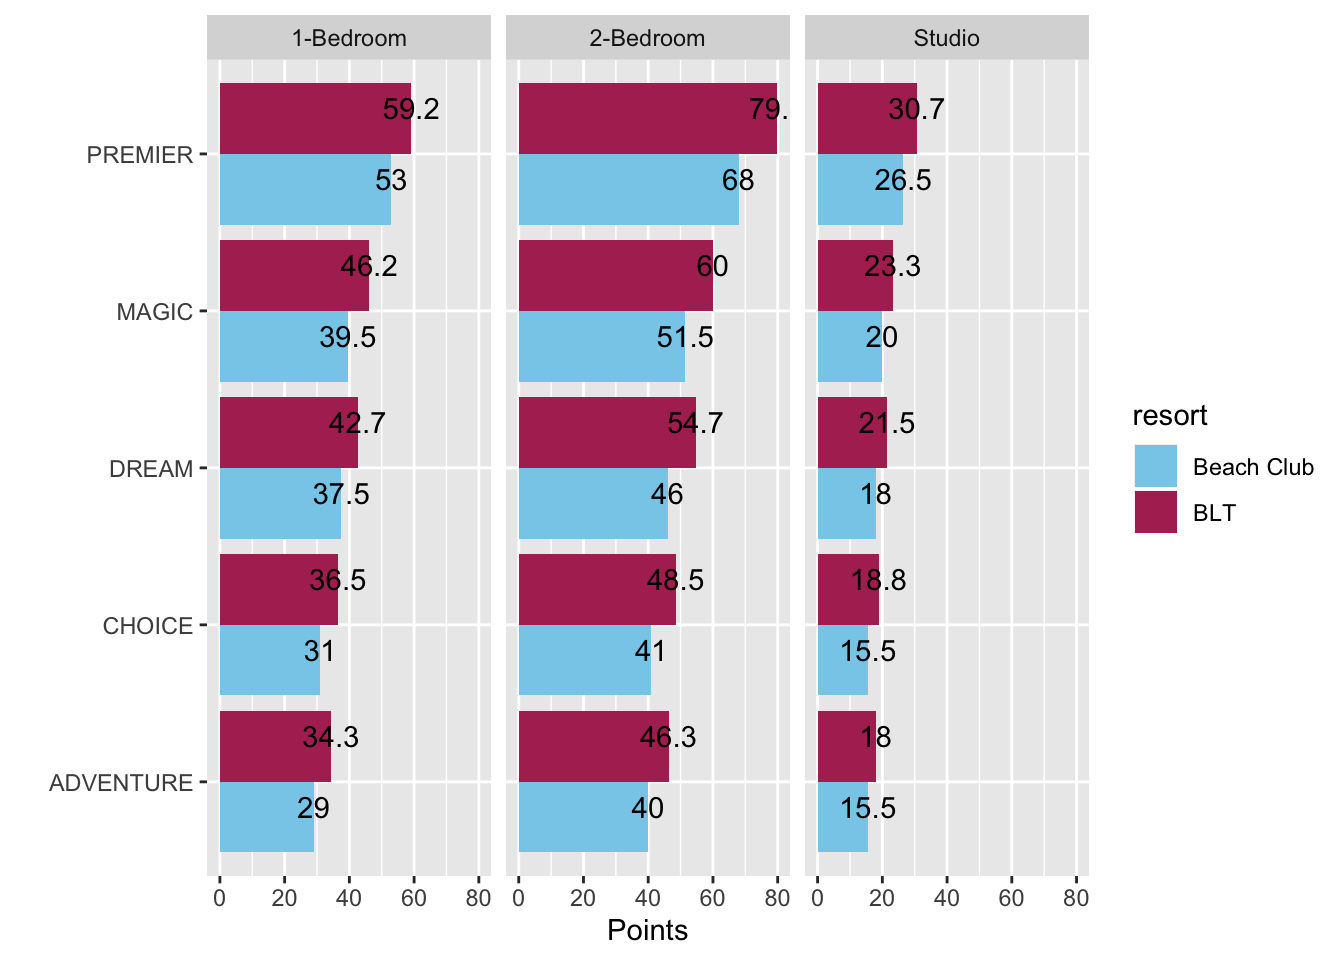 1-Bedroom 2-Bedroom Studio
PREMIER
59.2 79. 30.7
53 68 26.5
MAGIC
46.2 60 23.3
39.5 51.5 20
DREAM
42.7 54.7 21.5
37.5 46 18
CHOICE
36.5 48.5 18.8
31 41 15.5
ADVENTURE
34.3 46.3 18
29 40 15.5
0 20 40 60 80 0 20 40 60 80 0 20 40 60 80
Points
resort
Beach Club
BLT